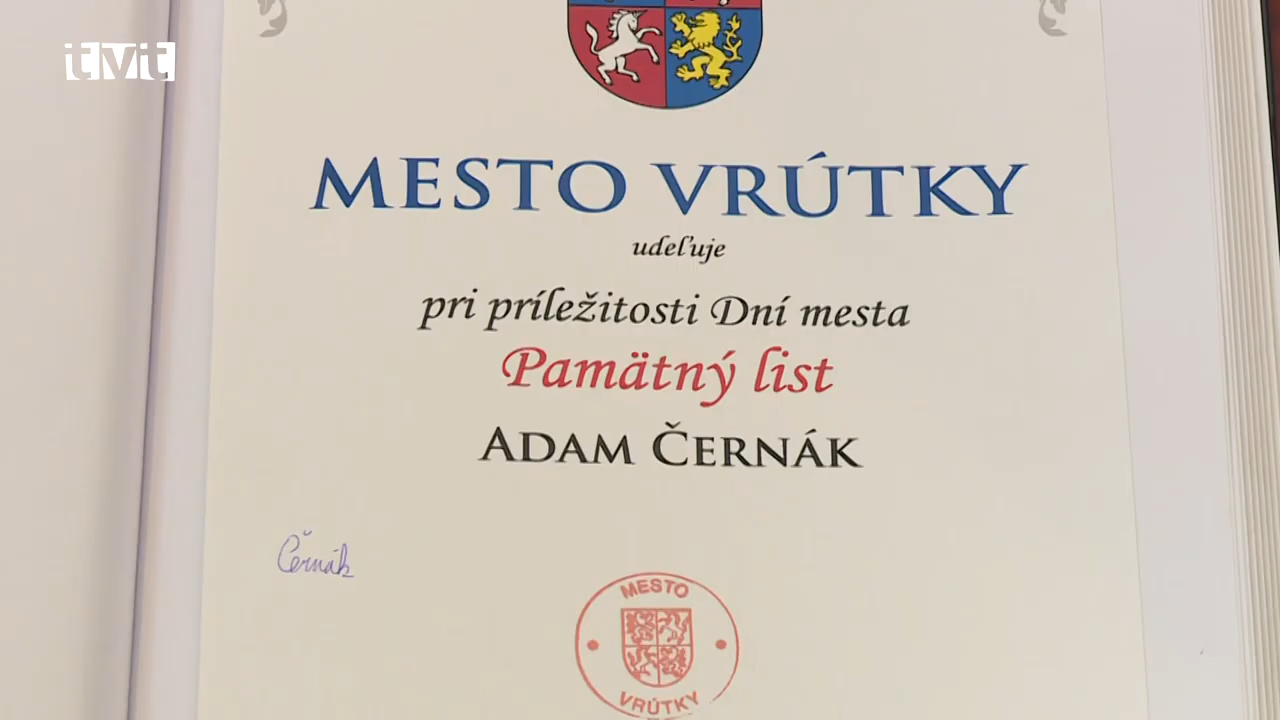 tvt
MESTO VRÚTKY
udeľuje
pri príležitosti Dní mesta
Pamätný list
ADAM ČERNÁK
Černák
MESTO
VRÚTKY